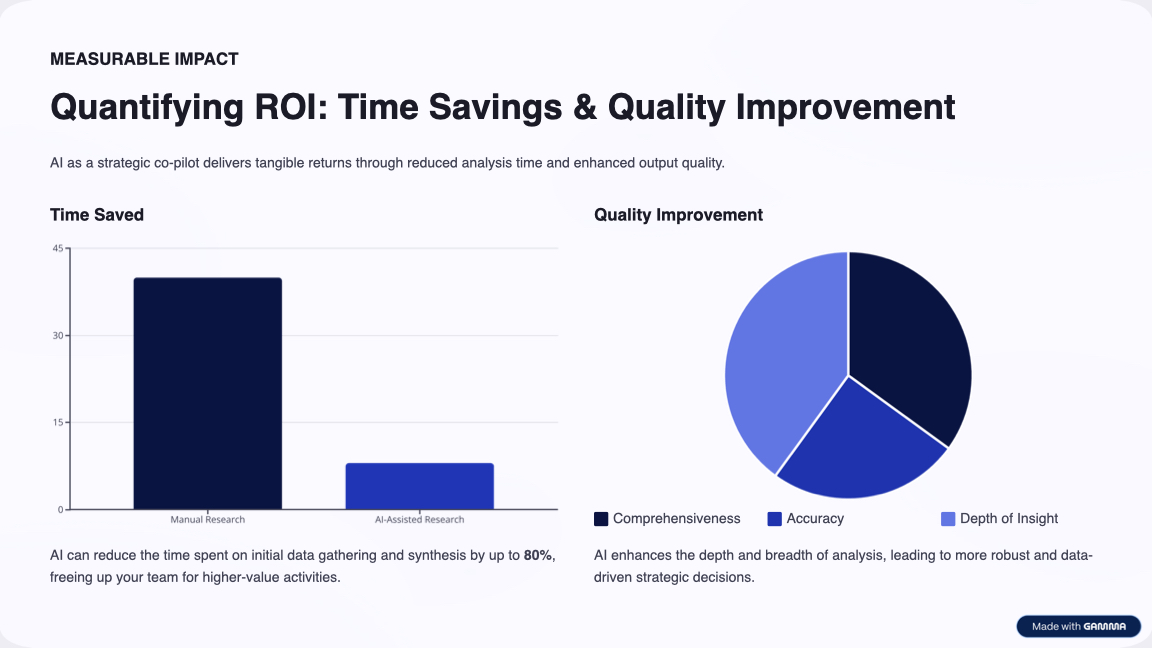 MEASURABLE IMPACT
Quantifying ROI: Time Savings & Quality Improvement
AI as a strategic co-pilot delivers tangible returns through reduced analysis time and enhanced output quality.
Time Saved
45
30
15
0
Manual Research
AI-Assisted Research
AI can reduce the time spent on initial data gathering and synthesis by up to 80%,
freeing up your team for higher-value activities.
Quality Improvement
Comprehensiveness
Accuracy
Depth of Insight
AI enhances the depth and breadth of analysis, leading to more robust and data-
driven strategic decisions.
Made with GAMMA